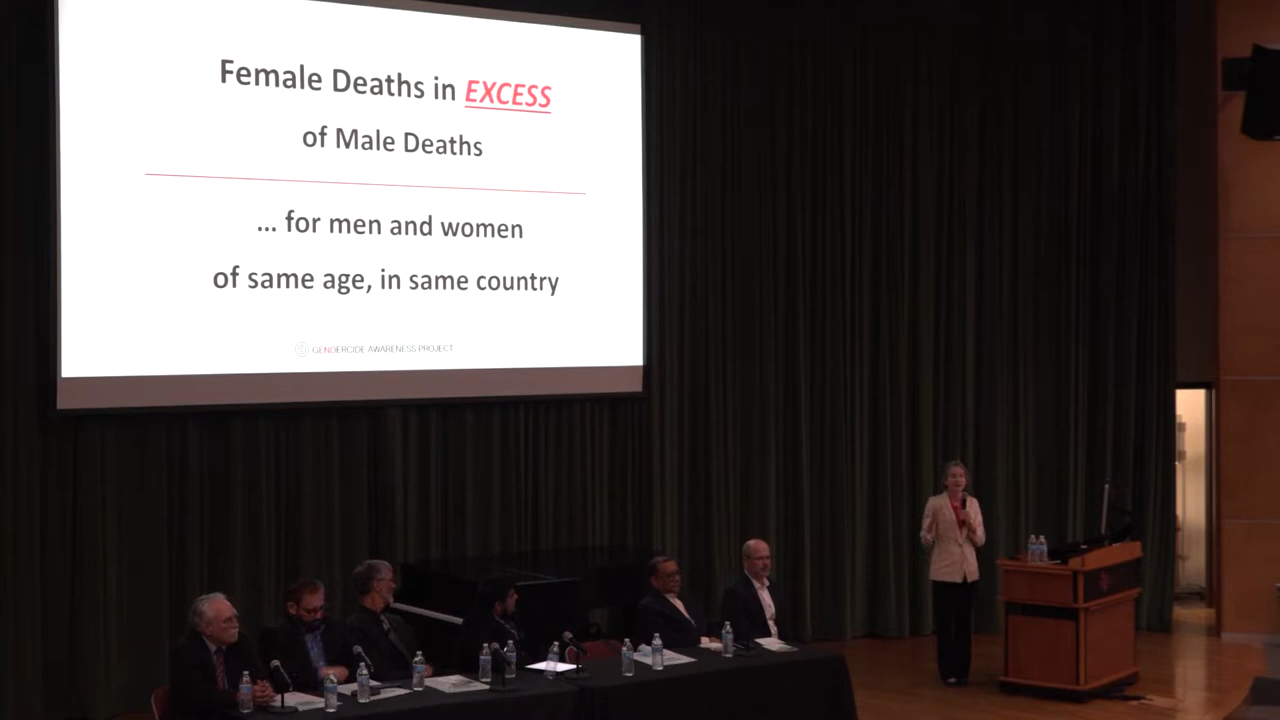 Female Deaths in EXCESS
of Male Deaths
... for men and women
of same age, in same country
GENDERCIDE AWARENESS PROJECT